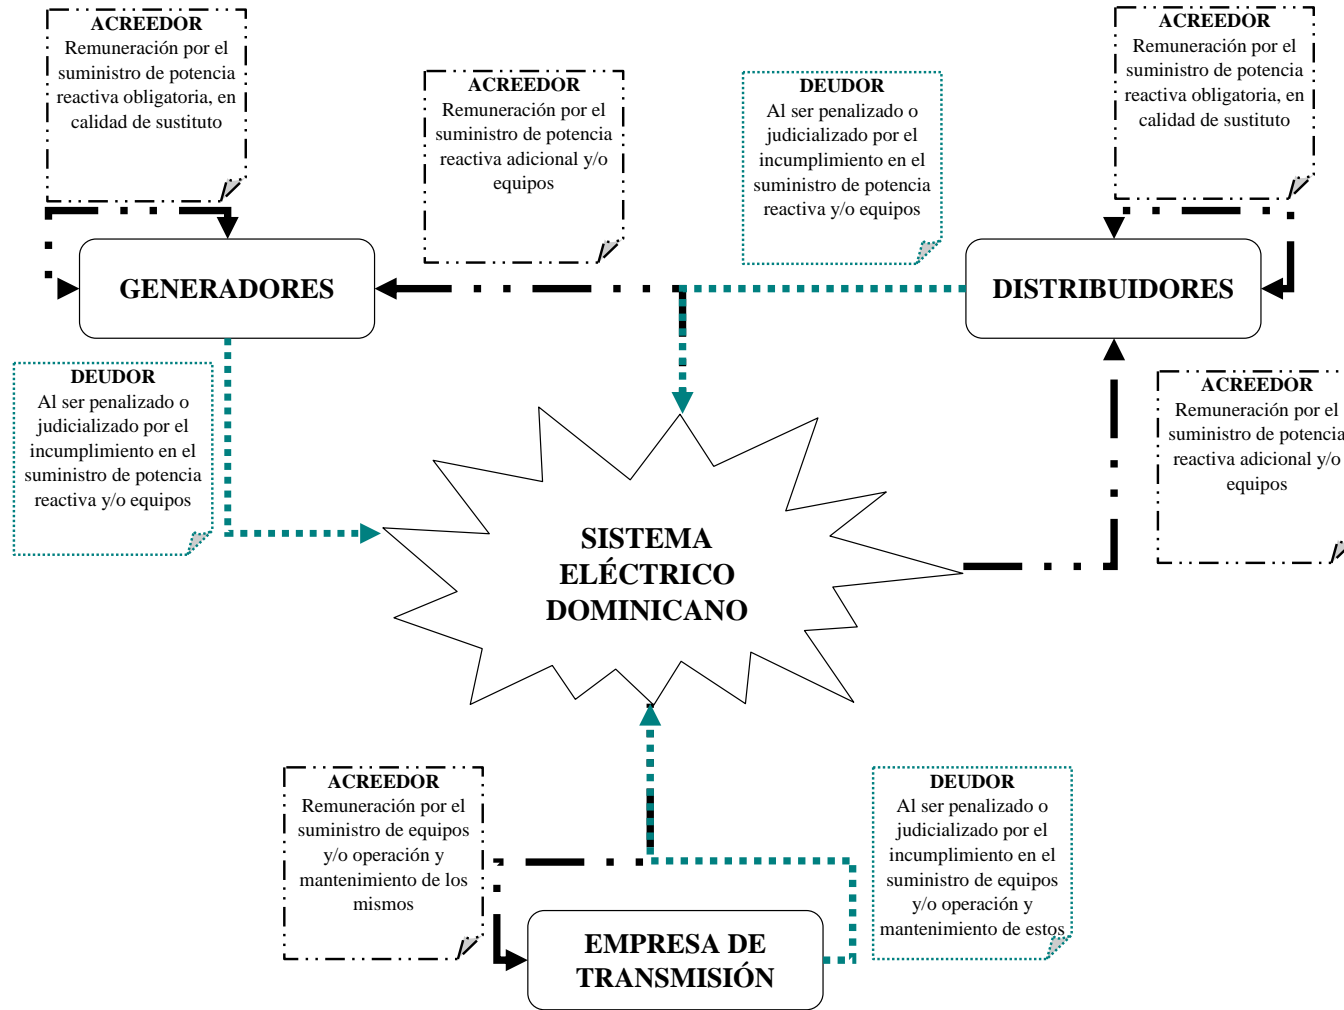 ACREEDOR
Remuneración por el
suministro de potencia
reactiva obligatoria, en
calidad de sustituto
ACREEDOR
Remuneración por el
suministro de potencia
reactiva adicional y/o
equipos
DEUDOR
Al ser penalizado o
judicializado por el
incumplimiento en el
suministro de potencia
reactiva y/o equipos
ACREEDOR
Remuneración por el
suministro de potencia
reactiva obligatoria, en
calidad de sustituto
GENERADORES
DISTRIBUIDORES
DEUDOR
Al ser penalizado o
judicializado por el
incumplimiento en el
suministro de potencia
reactiva y/o equipos
ACREEDOR
Remuneración por el
suministro de potencia
reactiva adicional y/o
equipos
SISTEMA
ELÉCTRICO
DOMINICANO
ACREEDOR
Remuneración por el
suministro de equipos
y/o operación y
mantenimiento de los
mismos
DEUDOR
Al ser penalizado o
judicializado por el
incumplimiento en el
suministro de equipos
y/o operación y
mantenimiento de estos
EMPRESA DE
TRANSMISIÓN